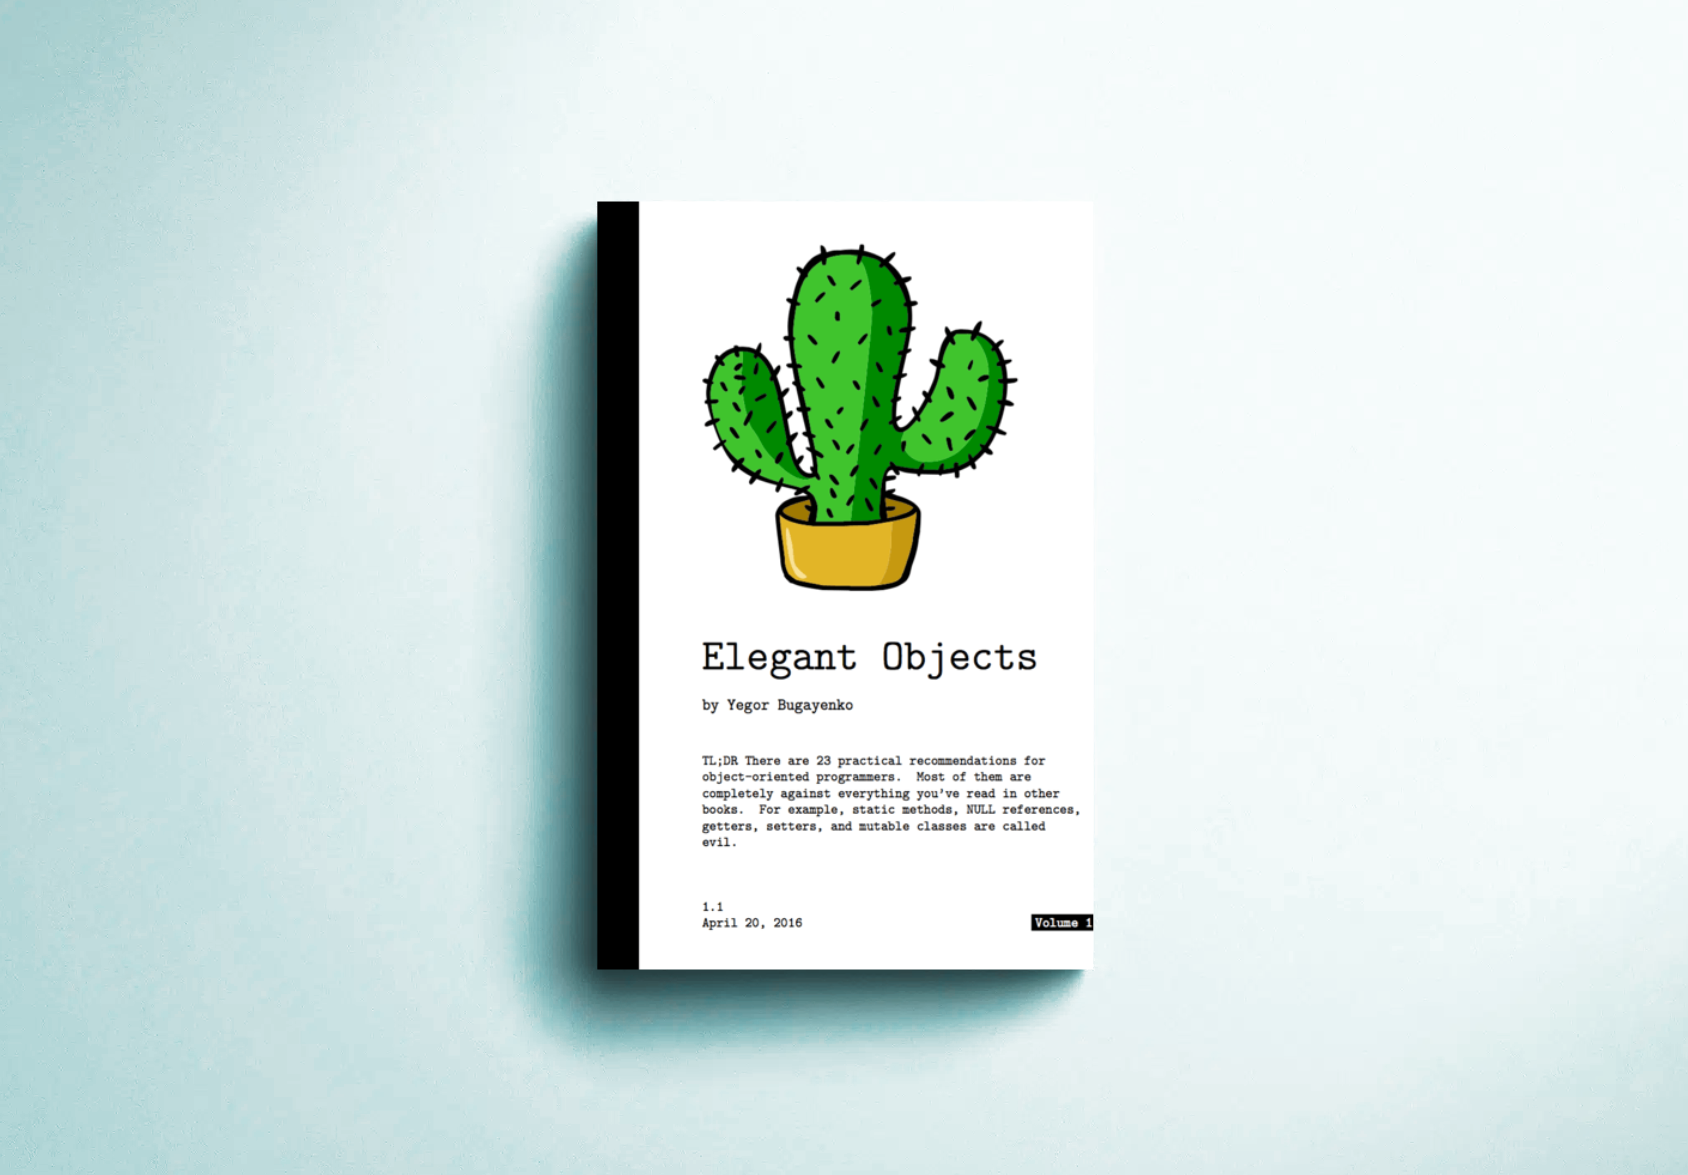 Elegant Objects
by Yegor Bugayenko
TL;DR There are 23 practical recommendations for
object-oriented programmers.  Most of them are
completely against everything you've read in other
books.  For example, static methods, NULL references,
getters, setters, and mutable classes are called
evil.
1.1
April 20, 2016
Volume 1